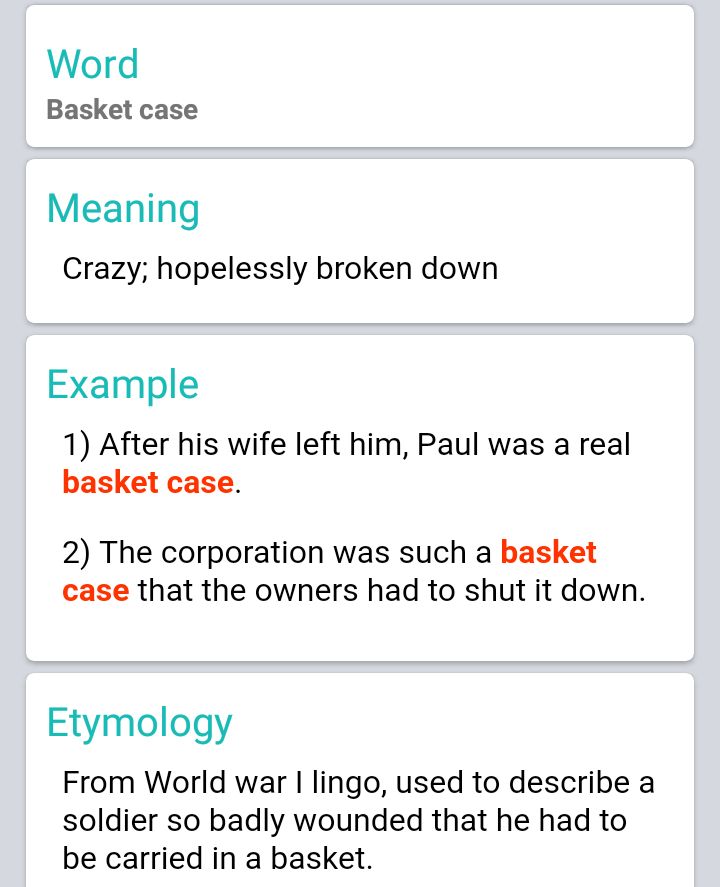 Word
Basket case
Meaning
Crazy; hopelessly broken down
Example
1) After his wife left him, Paul was a real
basket case.
2) The corporation was such a basket
case that the owners had to shut it down.
Etymology
From World war I lingo, used to describe a
soldier so badly wounded that he had to
be carried in a basket.